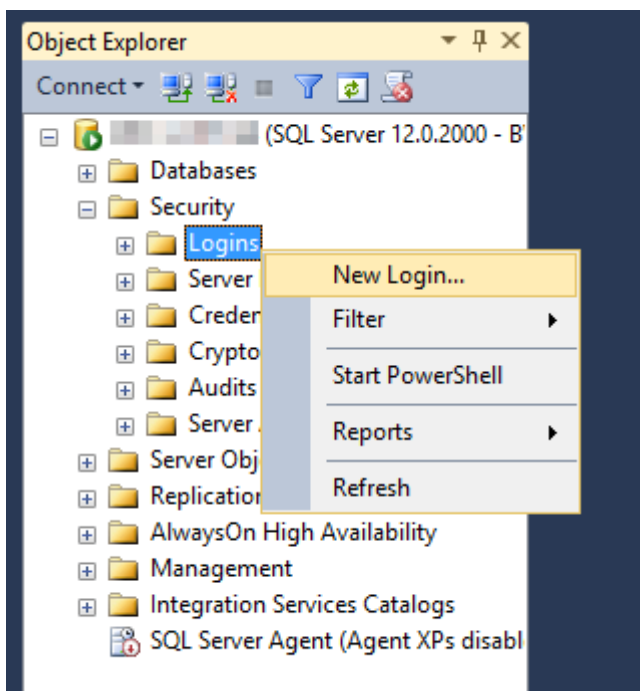 Object Explorer
Connect
(SQL Server 12.0.2000 - B
Databases
Security
Logins
New Login...
Server
Filter
Creden
Crypto
Start PowerShell
Audits
Server
Reports
Server Obj
Replication
Refresh
AlwaysOn High Availability
Management
Integration Services Catalogs
SQL Server Agent (Agent XPs disabl